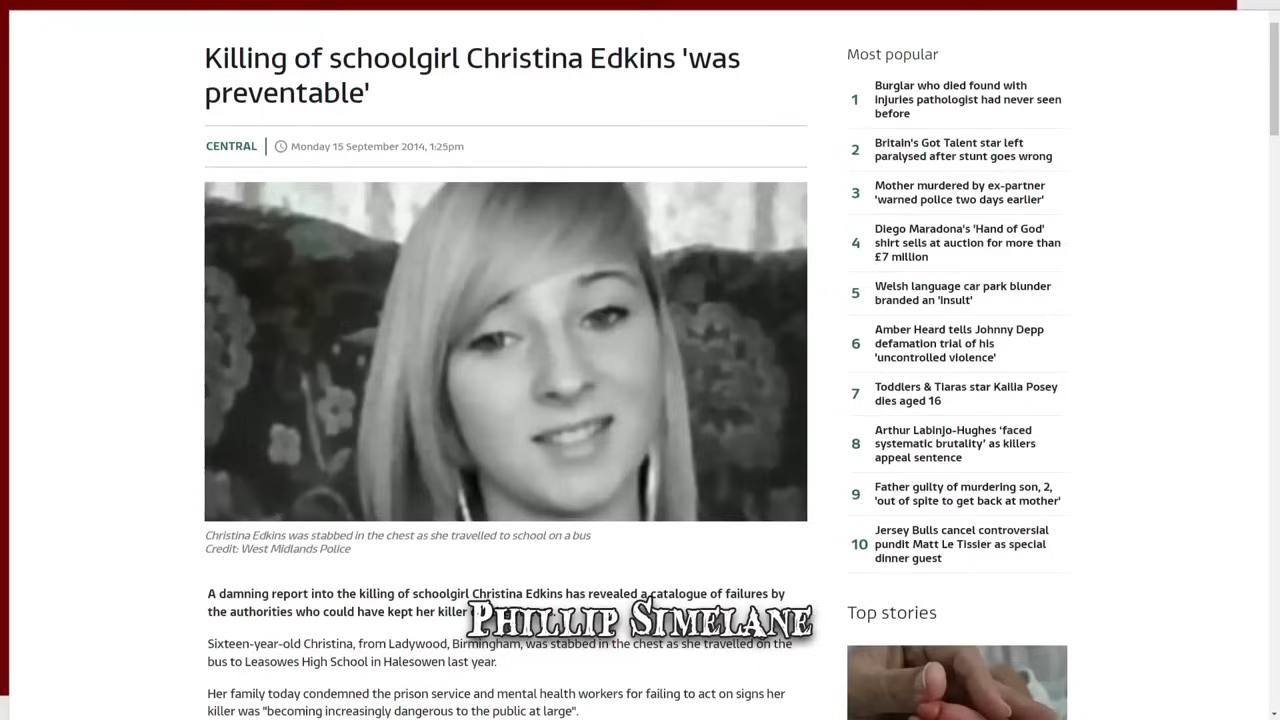 Killing of schoolgirl Christina Edkins 'was
preventable'
CENTRAL
Monday 15 September 2014, 1:25pm
Christina Edkins was stabbed in the chest as she travelled to school on a bus
Credit: West Midlands Police
A damning report into the killing of schoolgirl Christina Edkins has revealed a catalogue of failures by
the authorities who could have kept her killer
PHILLIP SIMELANE
Sixteen-year-old Christina, from Ladywood, Birmingham, was stabbed in the chest as she travelled on the
bus to Leasowes High School in Halesowen last year.
Her family today condemned the prison service and mental health workers for failing to act on signs her
killer was "becoming increasingly dangerous to the public at large".
Most popular
1 Burglar who died found with
injuries pathologist had never seen
before
2 Britain's Got Talent star left
paralysed after stunt goes wrong
3 Mother murdered by ex-partner
'warned police two days earlier'
4 Diego Maradona's 'Hand of God'
shirt sells at auction for more than
£7 million
5 Welsh language car park blunder
branded an 'insult'
6 Amber Heard tells Johnny Depp
defamation trial of his
'uncontrolled violence'
7 Toddlers & Tiaras star Kailia Posey
dies aged 16
8 Arthur Labinjo-Hughes ‘faced
systematic brutality’ as killers
appeal sentence
9 Father guilty of murdering son, 2,
'out of spite to get back at mother'
10 Jersey Bulls cancel controversial
pundit Matt Le Tissier as special
dinner guest
Top stories